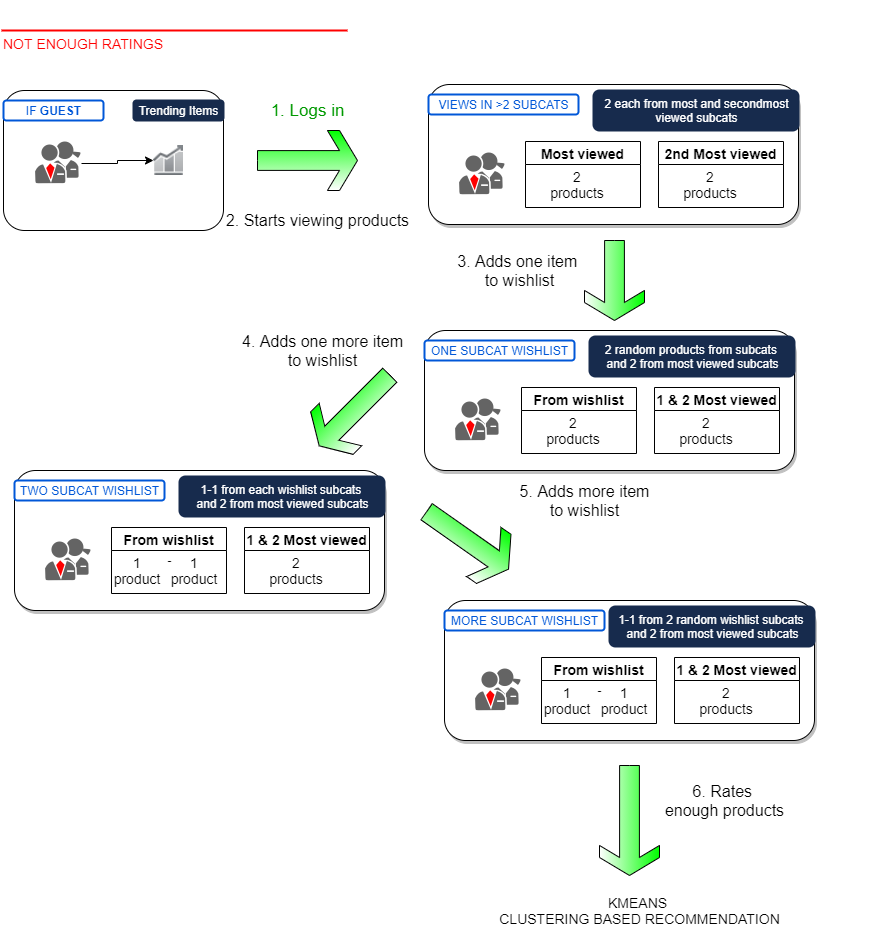 NOT ENOUGH RATINGS
IF GUEST
Trending Items
1. Logs in
2. Starts viewing products
VIEWS IN >2 SUBCATS
2 each from most and secondmost
viewed subcats
Most viewed
2
products
2nd Most viewed
2
products
3. Adds one item
to wishlist
4. Adds one more item
to wishlist
ONE SUBCAT WISHLIST
2 random products from subcats
and 2 from most viewed subcats
From wishlist
2
products
1 & 2 Most viewed
2
products
TWO SUBCAT WISHLIST
1-1 from each wishlist subcats
and 2 from most viewed subcats
From wishlist
1 - 1
product product
1 & 2 Most viewed
2
products
5. Adds more item
to wishlist
MORE SUBCAT WISHLIST
1-1 from 2 random wishlist subcats
and 2 from most viewed subcats
From wishlist
1 - 1
product product
1 & 2 Most viewed
2
products
6. Rates
enough products
KMEANS
CLUSTERING BASED RECOMMENDATION